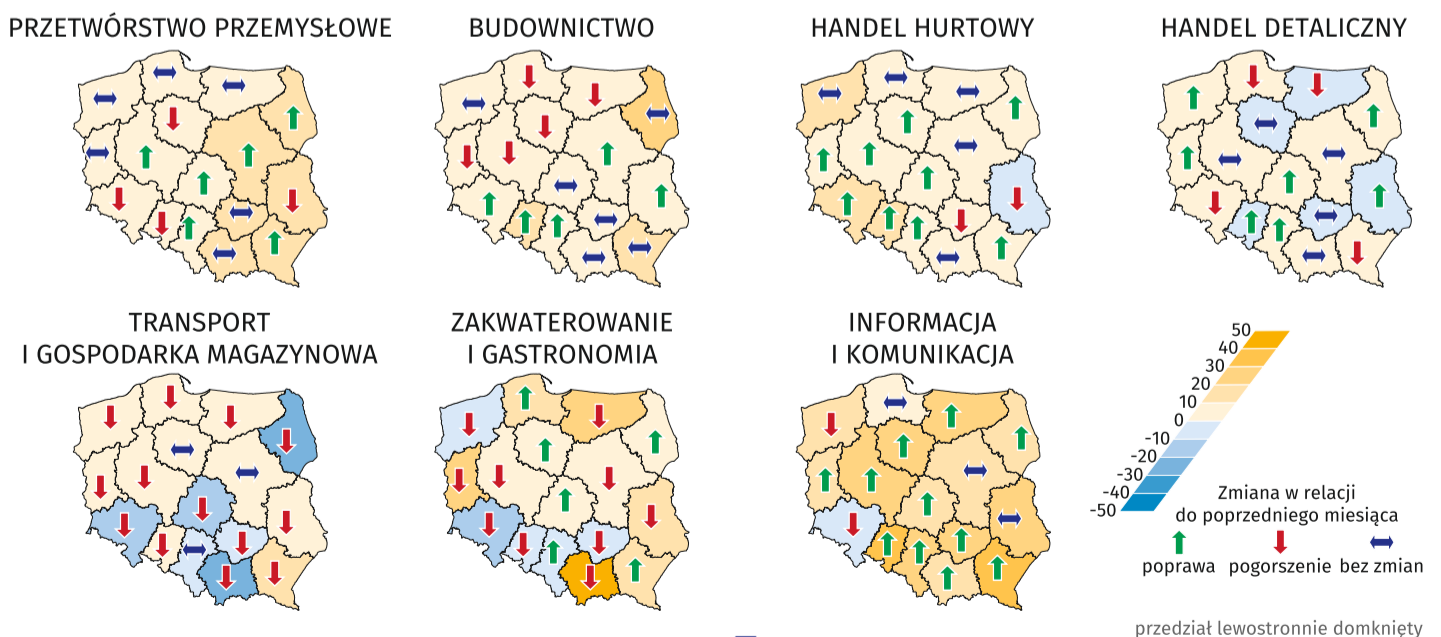 PRZETWÓRSTWO PRZEMYSŁOWE
BUDOWNICTWO
HANDEL HURTOWY
HANDEL DETALICZNY
TRANSPORT
I GOSPODARKA MAGAZYNOWA
ZAKWATEROWANIE
I GASTRONOMIA
INFORMACJA
I KOMUNIKACJA
50
40
30
20
10
0
-10
-20
-30
-40
-50
Zmiana w relacji
do poprzedniego miesiąca
poprawa
pogorszenie
bez zmian
przedział lewostronnie domknięty